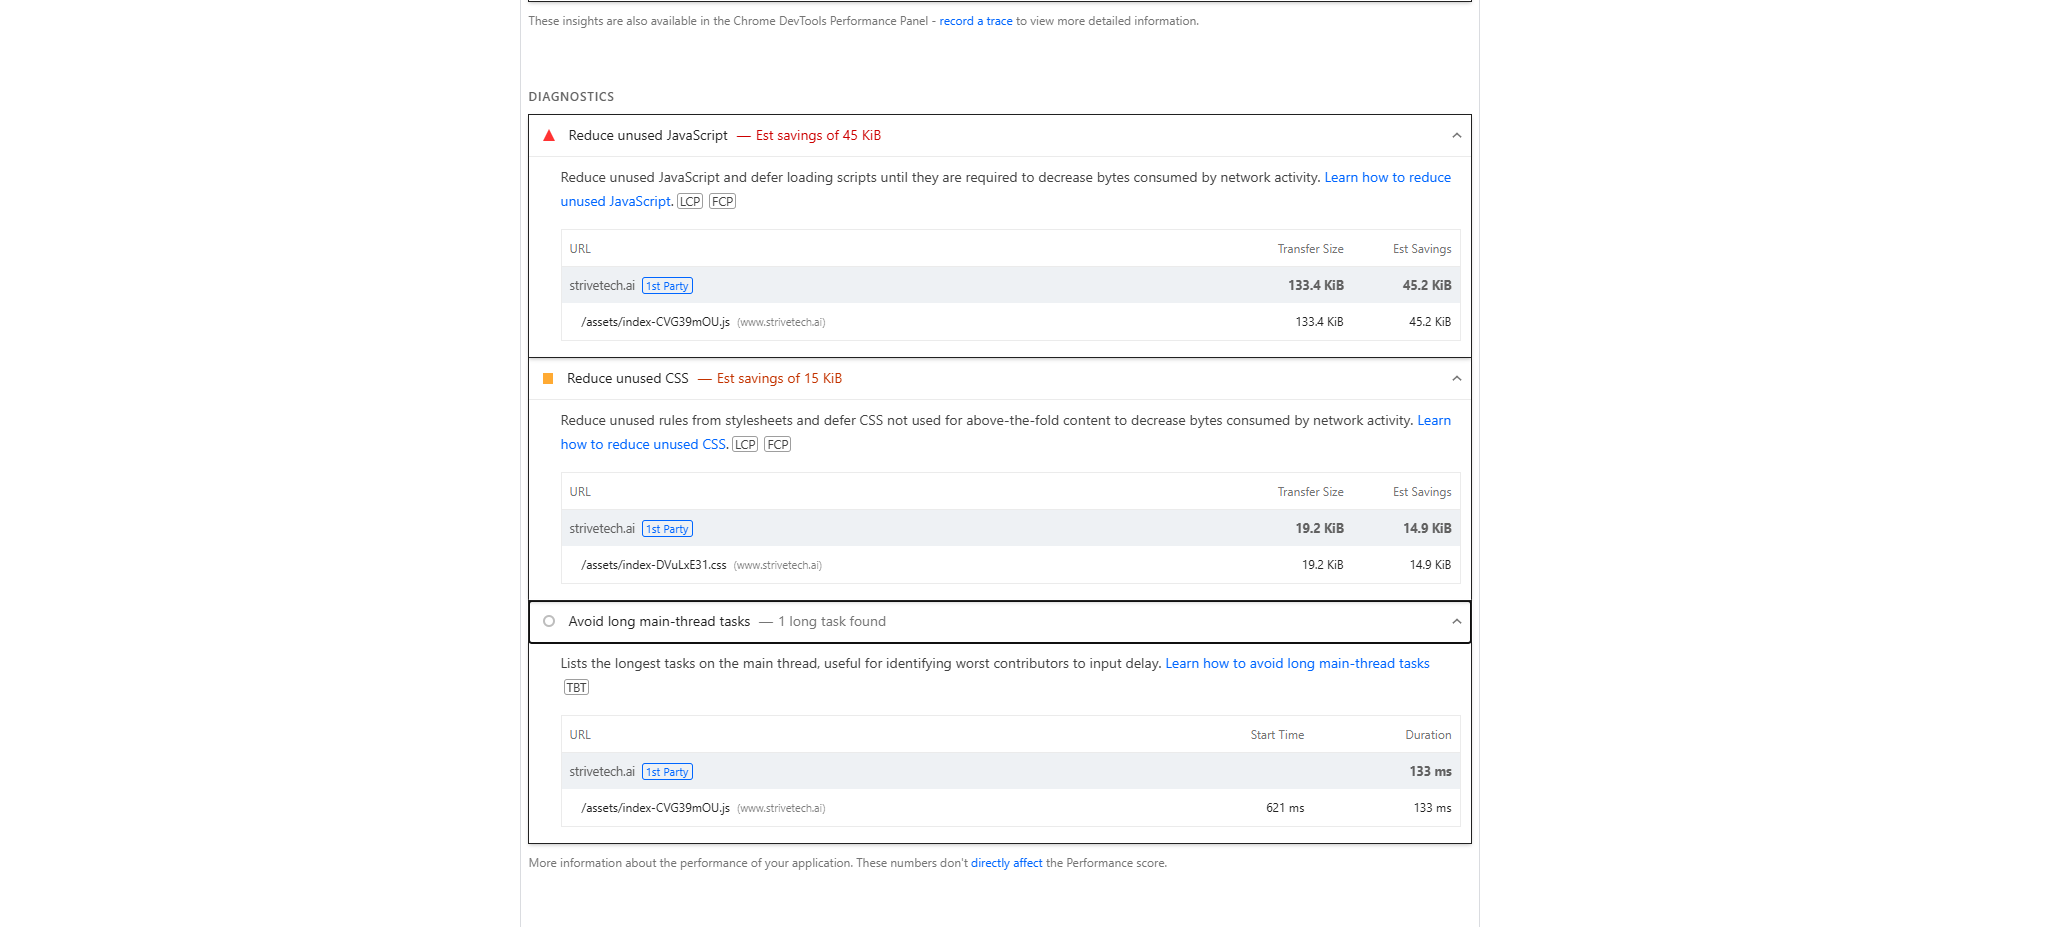 These insights are also available in the Chrome DevTools Performance Panel - record a trace to view more detailed information.
DIAGNOSTICS
Reduce unused JavaScript — Est savings of 45 KiB
Reduce unused JavaScript and defer loading scripts until they are required to decrease bytes consumed by network activity. Learn how to reduce
unused JavaScript. LCP FCP
URL Transfer Size Est Savings
strivetech.ai 1st Party 133.4 KiB 45.2 KiB
/assets/index-CVG39mOU.js (www.strivetech.ai) 133.4 KiB 45.2 KiB
Reduce unused CSS — Est savings of 15 KiB
Reduce unused rules from stylesheets and defer CSS not used for above-the-fold content to decrease bytes consumed by network activity. Learn
how to reduce unused CSS. LCP FCP
URL Transfer Size Est Savings
strivetech.ai 1st Party 19.2 KiB 14.9 KiB
/assets/index-DVuLxE31.css (www.strivetech.ai) 19.2 KiB 14.9 KiB
Avoid long main-thread tasks — 1 long task found
Lists the longest tasks on the main thread, useful for identifying worst contributors to input delay. Learn how to avoid long main-thread tasks
TBT
URL Start Time Duration
strivetech.ai 1st Party 133 ms
/assets/index-CVG39mOU.js (www.strivetech.ai) 621 ms 133 ms
More information about the performance of your application. These numbers don't directly affect the Performance score.